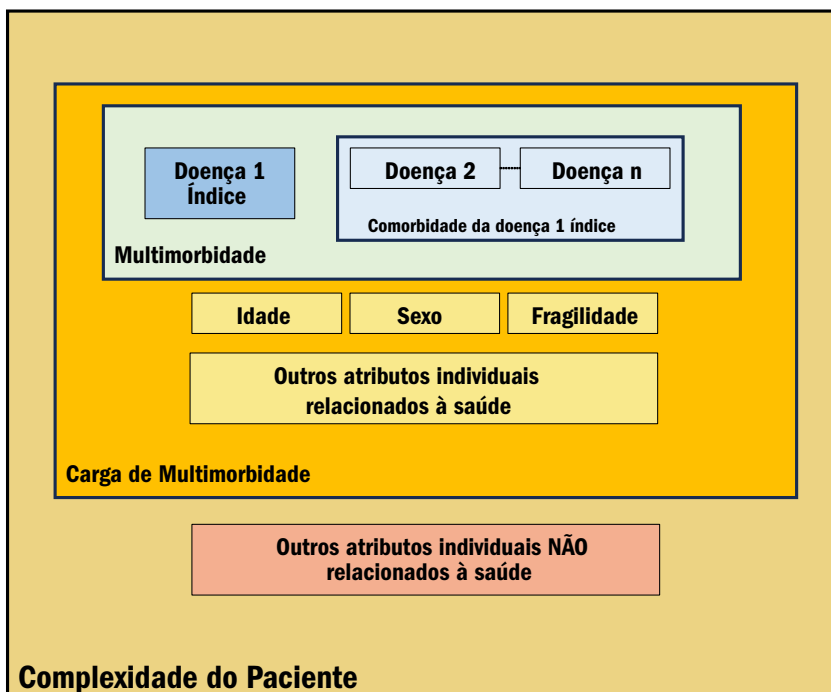 Doença 1
Índice
Doença 2
Doença n
Comorbidade da doença 1 índice
Multimorbidade
Idade
Sexo
Fragilidade
Outros atributos individuais
relacionados à saúde
Carga de Multimorbidade
Outros atributos individuais NÃO
relacionados à saúde
Complexidade do Paciente